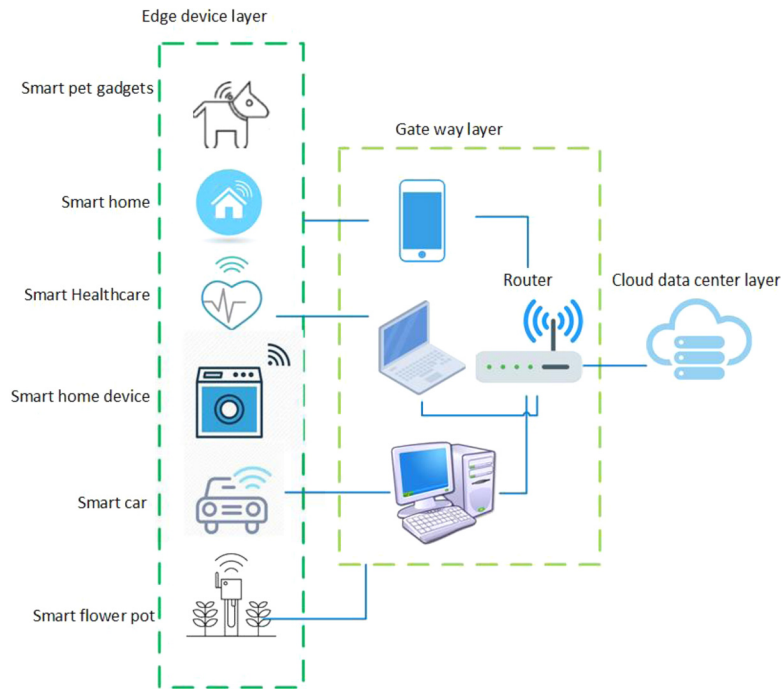 Edge device layer
Smart pet gadgets
Smart home
Smart Healthcare
Smart home device
Smart car
Smart flower pot
Gate way layer
Router
Cloud data center layer